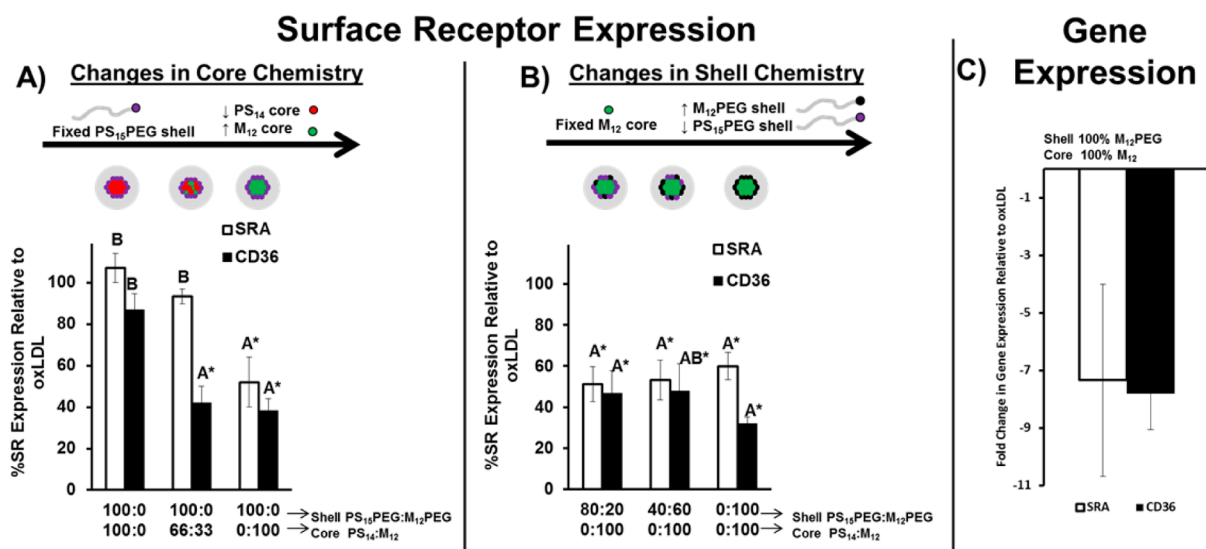 Surface Receptor Expression
Gene
Expression
A)
Changes in Core Chemistry
Fixed PS₁₅PEG shell
↓ PS₁₄ core
↑ M₁₂ core
SRA
CD36
B
B
B
A*
A*
A*
%SR Expression Relative to
oxLDL
100
80
60
40
20
0
100:0 100:0 100:0 → Shell PS₁₅PEG:M₁₂PEG
100:0 66:33 0:100 → Core PS₁₄:M₁₂
B)
Changes in Shell Chemistry
Fixed M₁₂ core
↑ M₁₂PEG shell
↓ PS₁₅PEG shell
SRA
CD36
A*
A*
A*
AB*
A*
A*
%SR Expression Relative to
oxLDL
100
80
60
40
20
0
80:20 40:60 0:100 → Shell PS₁₅PEG:M₁₂PEG
0:100 0:100 0:100 → Core PS₁₄:M₁₂
C)
Shell 100% M₁₂PEG
Core 100% M₁₂
Fold Change in Gene Expression Relative to oxLDL
-1
-3
-5
-7
-9
-11
SRA CD36